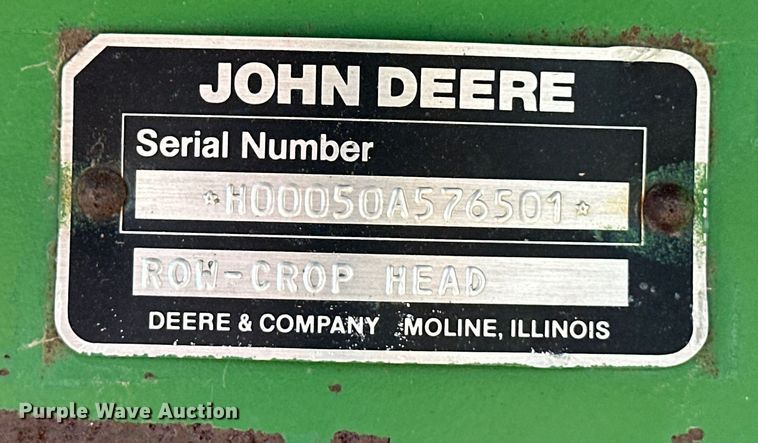 JOHN DEERE
Serial Number
*H00050A576501*
ROW-CROP HEAD
DEERE & COMPANY MOLINE, ILLINOIS
Purple Wave Auction